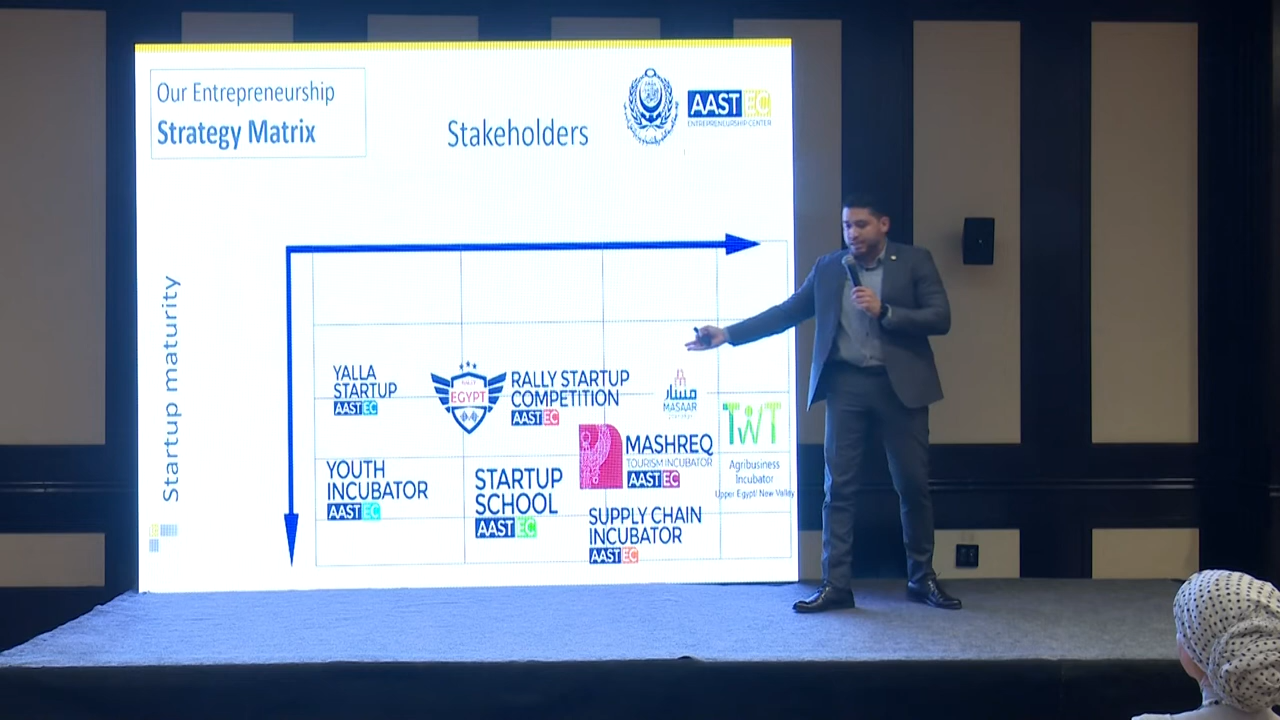 Our Entrepreneurship
Strategy Matrix
Stakeholders
AAST EC
ENTREPRENEURSHIP CENTER
Startup maturity
YALLA
STARTUP
AAST EC
RALLY
EGYPT
RALLY STARTUP
COMPETITION
AAST EC
مسار
MASAAR
TWT
Agribusiness
Incubator
Upper Egypt/ New Valley
MASHREQ
TOURISM INCUBATOR
AAST EC
YOUTH
INCUBATOR
AAST EC
STARTUP
SCHOOL
AAST EC
SUPPLY CHAIN
INCUBATOR
AAST EC